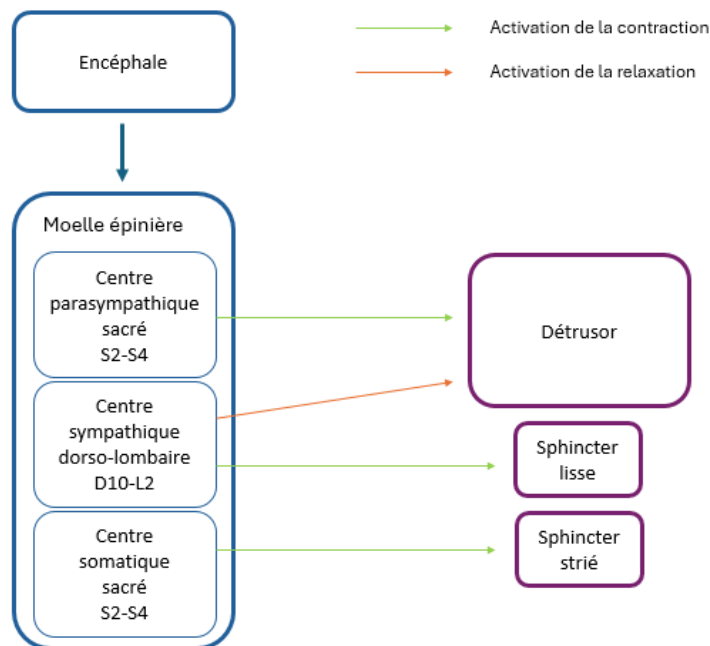 Encéphale
Activation de la contraction
Activation de la relaxation
Moelle épinière
Centre
parasympathique
sacré
S2-S4
Centre
sympathique
dorso-lombaire
D10-L2
Centre
somatique
sacré
S2-S4
Détrusor
Sphincter
lisse
Sphincter
strié